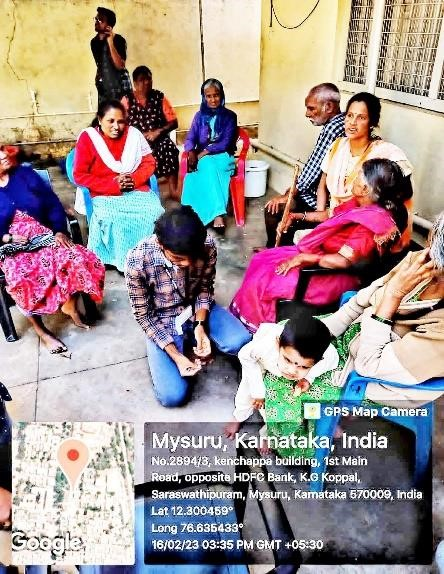 GPS Map Camera
Mysuru, Karnataka, India
No.2894/3, kenchappa building, 1st Main
Road, opposita HDFC Bank, K.G Koppal,
Saraswathipuram, Mysuru, Karnataka 570009, India
Lat 12.300459°
Long 76.635433°
16/02/23 03:35 PM GMT +05:30
Google